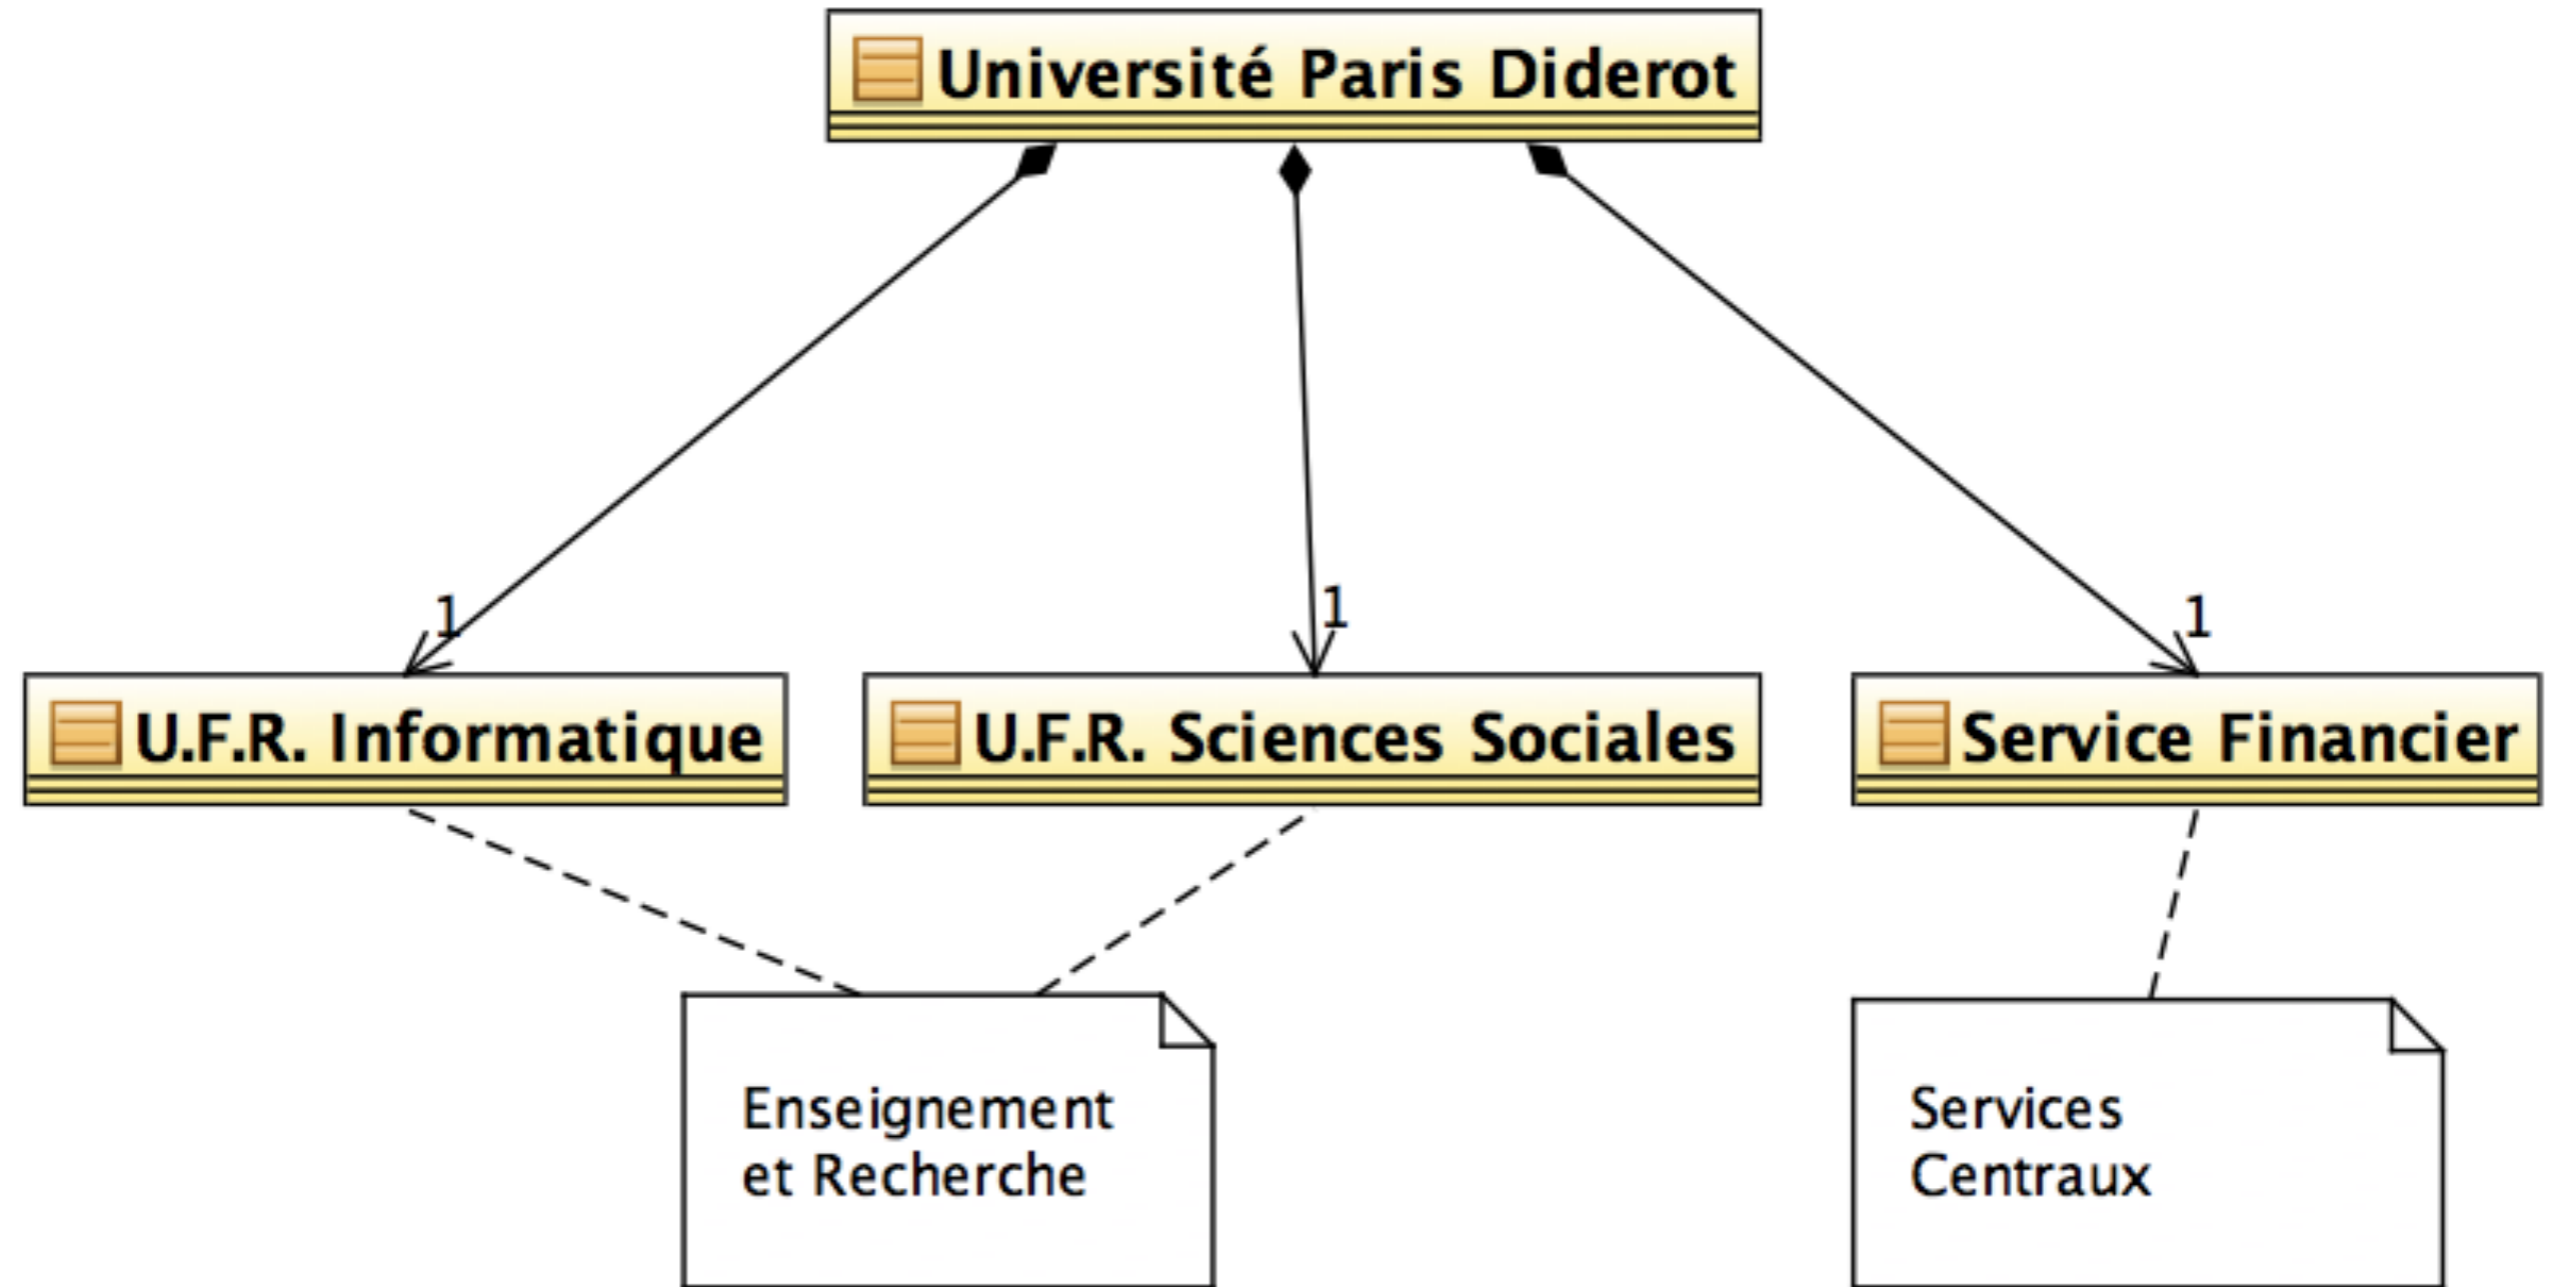 Université Paris Diderot
1
1
1
U.F.R. Informatique
U.F.R. Sciences Sociales
Service Financier
Enseignement
et Recherche
Services
Centraux